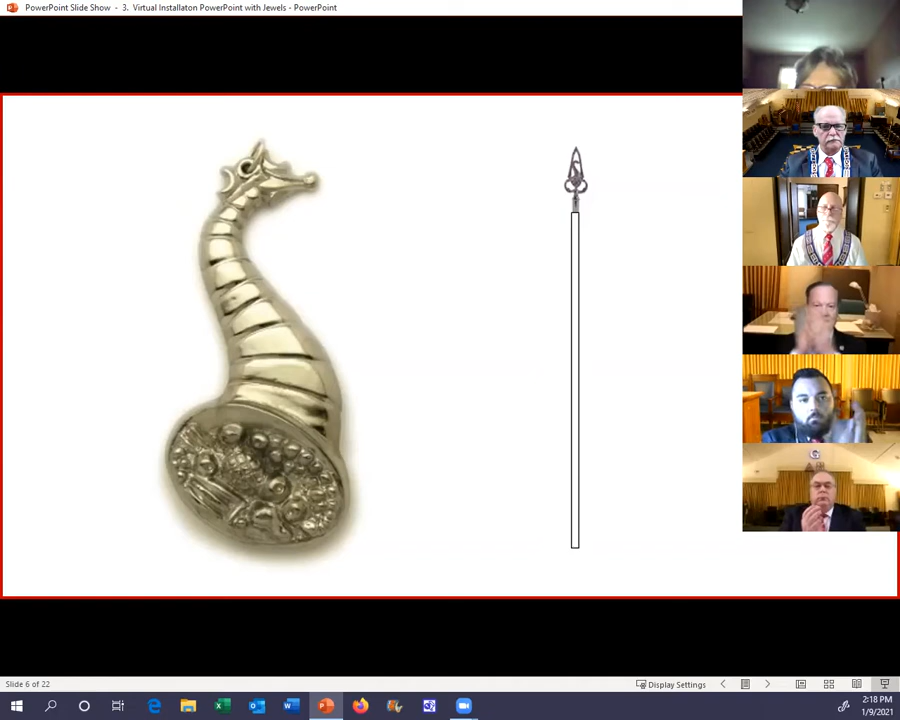 PowerPoint Slide Show - 3. Virtual Installaton PowerPoint with Jewels - PowerPoint
G
Slide 6 of 22
Display Settings
2:18 PM
1/9/2021